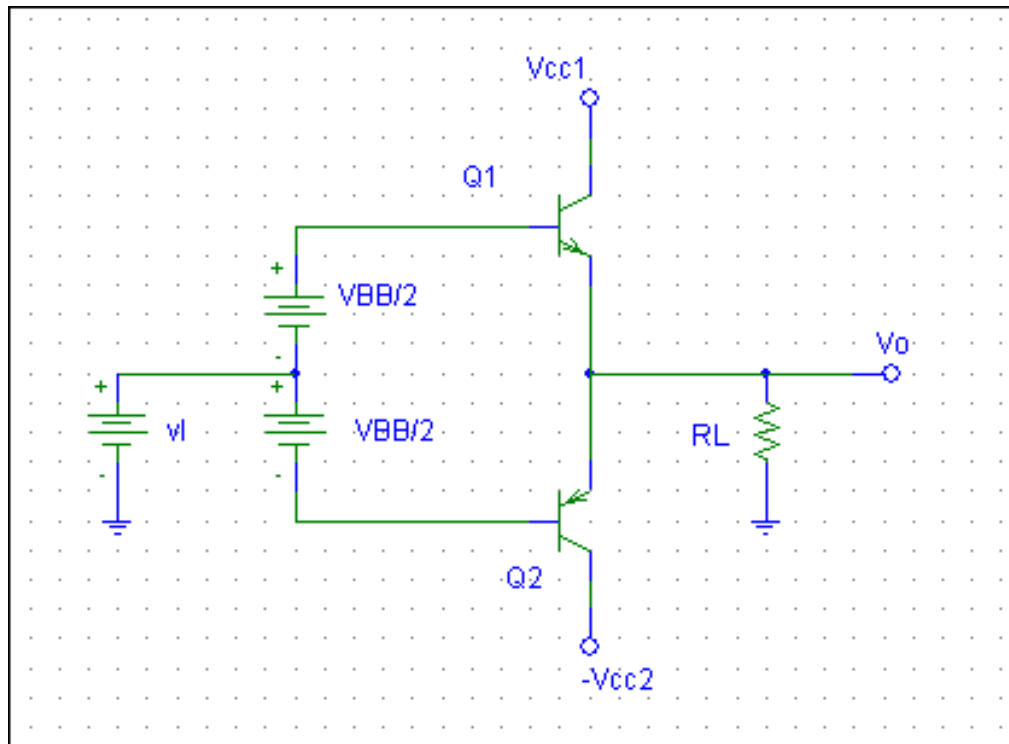 Vcc1
Q1
+
VBB/2
-
Vo
+
+
vI
VBB/2
RL
-
-
Q2
-Vcc2